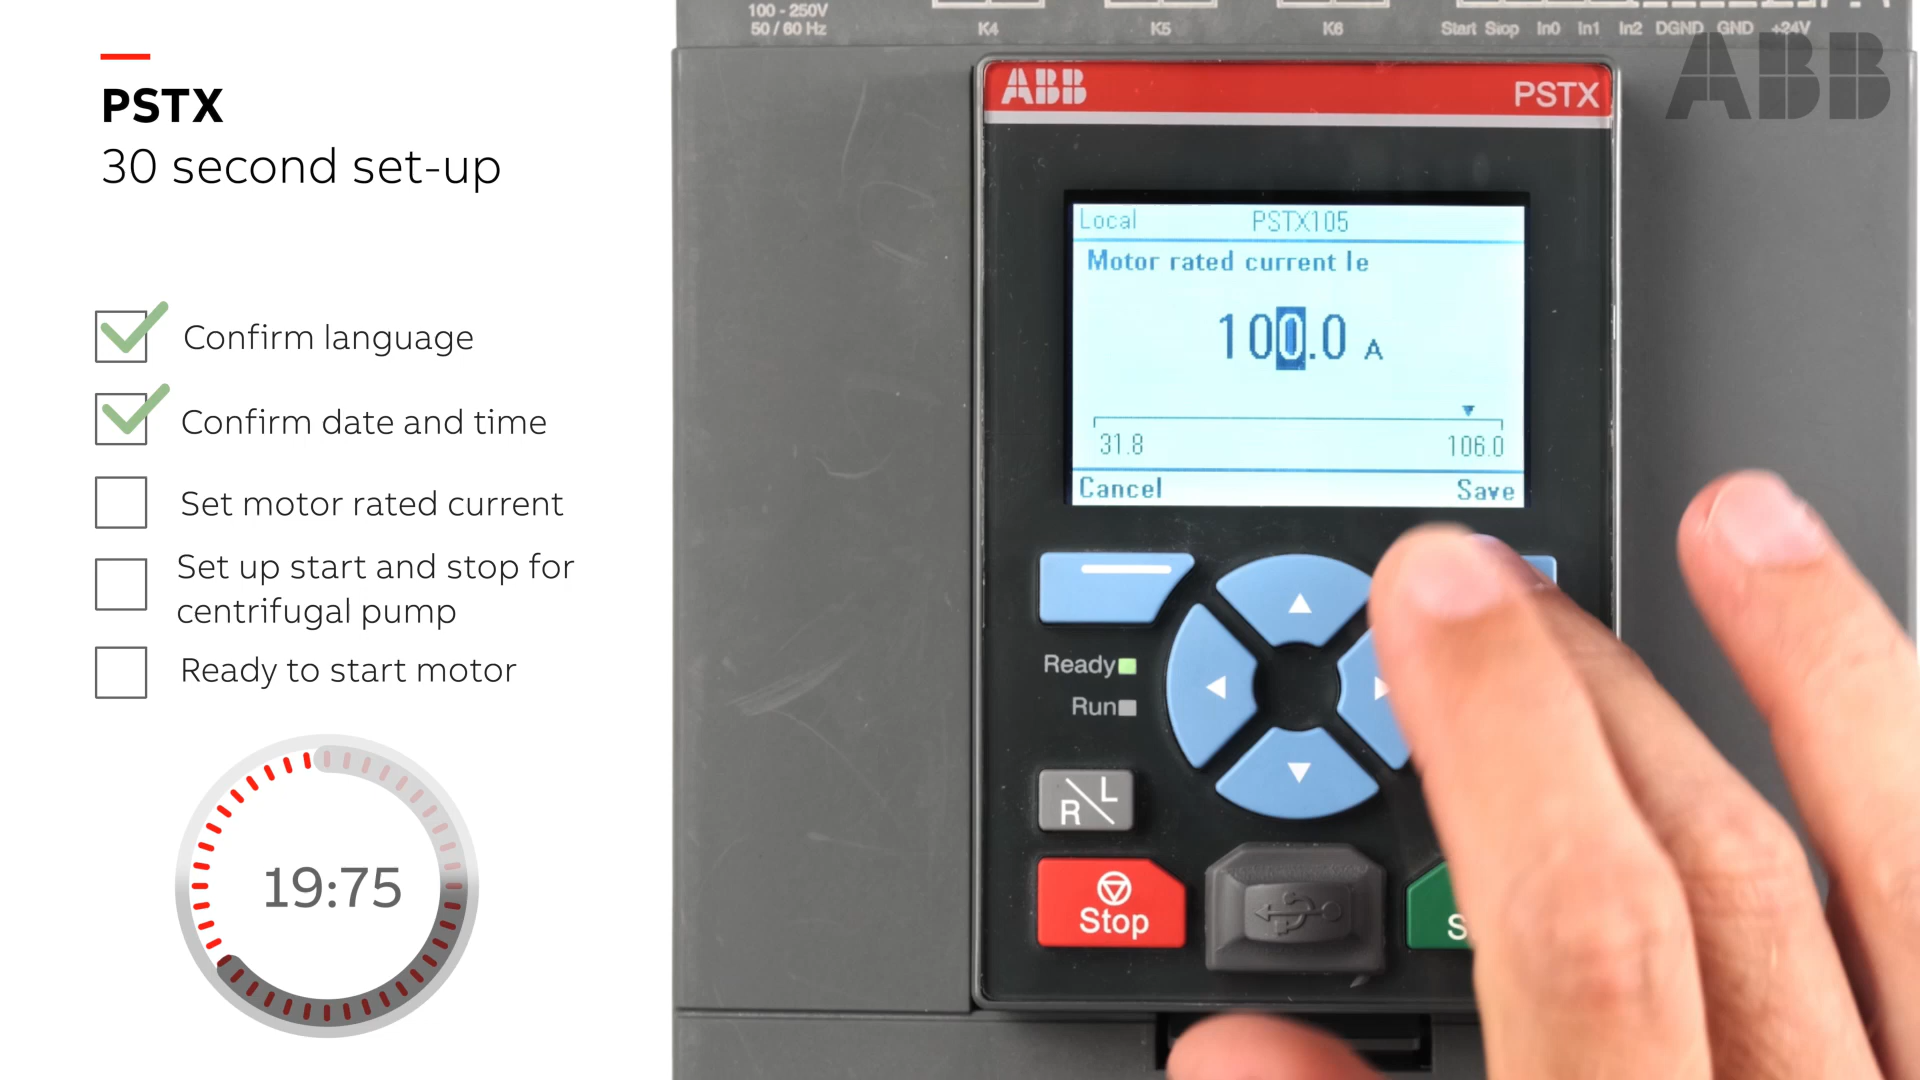 PSTX
30 second set-up
Confirm language
Confirm date and time
Set motor rated current
Set up start and stop for
centrifugal pump
Ready to start motor
19:75
100 - 250V
50 / 60 Hz
K4
K5
K6
Start Stop In0 In1 In2 DGND GND +24V
ABB
ABB
PSTX
Local
PSTX105
Motor rated current Ie
100.0 A
31.8
106.0
Cancel
Save
Ready
Run
R
L
Stop